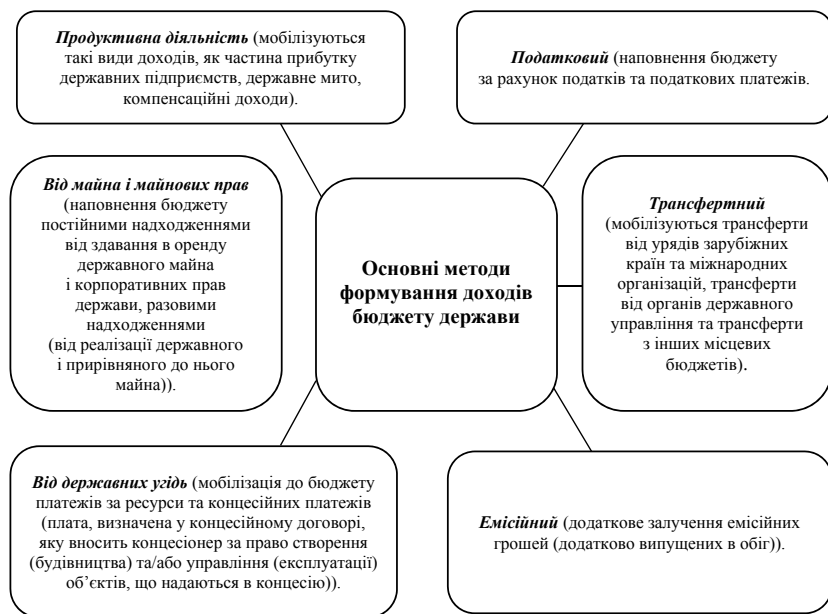 Продуктивна діяльність (мобілізуються
такі види доходів, як частина прибутку
державних підприємств, державне мито,
компенсаційні доходи).
Податковий (наповнення бюджету
за рахунок податків та податкових платежів.
Від майна і майнових прав
(наповнення бюджету
постійними надходженнями
від здавання в оренду
державного майна
і корпоративних прав
держави, разовими
надходженнями
(від реалізації державного
і прирівняного до нього
майна)).
Основні методи
формування доходів
бюджету держави
Трансфертний
(мобілізуються трансферти
від урядів зарубіжних
країн та міжнародних
організацій, трансферти
від органів державного
управління та трансферти
з інших місцевих
бюджетів).
Від державних угідь (мобілізація до бюджету
платежів за ресурси та концесійних платежів
(плата, визначена у концесійному договорі,
яку вносить концесіонер за право створення
(будівництва) та/або управління (експлуатації)
об’єктів, що надаються в концесію)).
Емісійний (додаткове залучення емісійних
грошей (додатково випущених в обіг)).